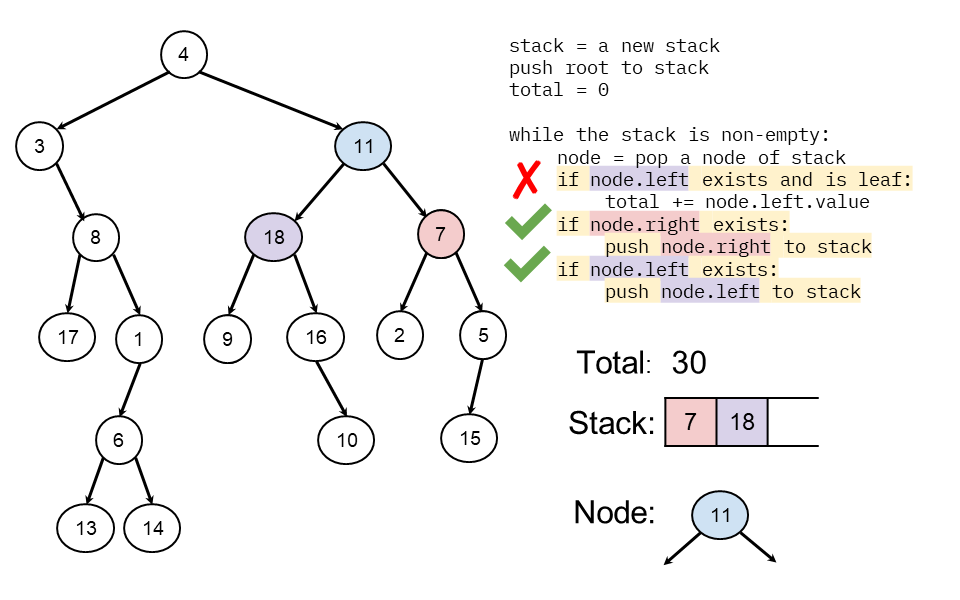 4
3
11
8
18
7
17
1
9
16
2
5
6
10
15
13
14
stack = a new stack
push root to stack
total = 0
while the stack is non-empty:
node = pop a node of stack
if node.left exists and is leaf:
total += node.left.value
if node.right exists:
push node.right to stack
if node.left exists:
push node.left to stack
Total: 30
Stack: 7 18
Node: 11